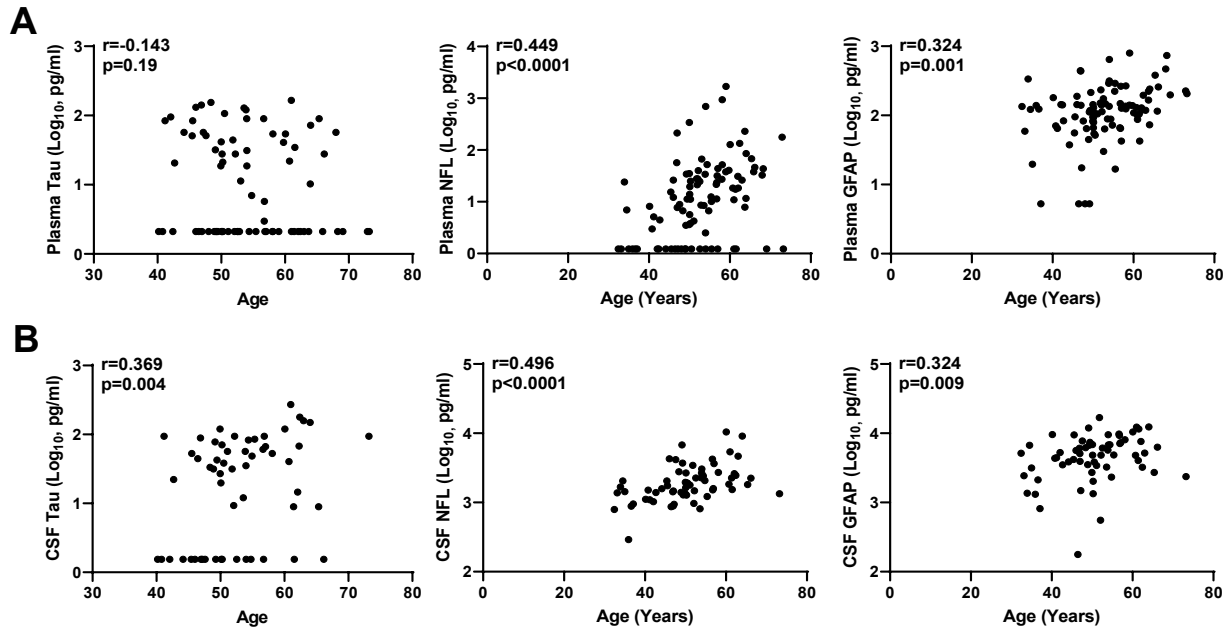 A
r=-0.143
p=0.19
Plasma Tau (Log10, pg/ml)
3
2
1
0
30
40
50
60
70
80
Age
r=0.449
p<0.0001
Plasma NFL (Log10, pg/ml)
4
3
2
1
0
0
20
40
60
80
Age (Years)
r=0.324
p=0.001
Plasma GFAP (Log10, pg/ml)
3
2
1
0
0
20
40
60
80
Age (Years)
B
r=0.369
p=0.004
CSF Tau (Log10, pg/ml)
3
2
1
0
30
40
50
60
70
80
Age
r=0.496
p<0.0001
CSF NFL (Log10, pg/ml)
5
4
3
2
0
20
40
60
80
Age (Years)
r=0.324
p=0.009
CSF GFAP (Log10, pg/ml)
5
4
3
2
0
20
40
60
80
Age (Years)